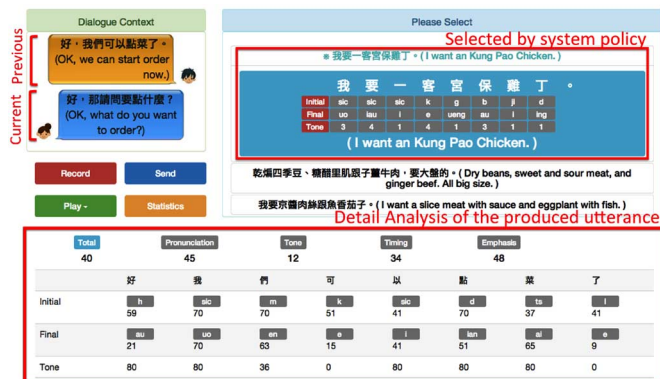 Dialogue Context
Please Select
Previous
好，我們可以點菜了。
(OK, we can start order
now.)
Current
好，那請問要點什麼？
(OK, what do you want
to order?)
Record
Send
Play
Statistics
Selected by system policy
我要一客宮保雞丁。( I want an Kung Pao Chicken. )
我 要 一 客 宮 保 雞 丁 。
Initial sic sic sic k g b ji d
Final uo iau i e ueng au i ing
Tone 3 4 1 4 1 3 1 1
( I want an Kung Pao Chicken. )
乾煸四季豆、糖醋里肌跟子薑牛肉，要大盤的。( Dry beans, sweet and sour meat, and
ginger beef. All big size. )
我要京醬肉絲跟魚香茄子。( I want a slice meat with sauce and eggplant with fish. )
Detail Analysis of the produced utterance
Total Pronunciation Tone Timing Emphasis
40 45 12 34 48
好 我 們 可 以 點 菜 了
Initial h sic m k sic d ts l
59 70 70 51 41 70 37 41
Final au uo en e i ian ai e
21 70 63 15 41 51 65 9
Tone 80 80 36 0 80 80 80 0